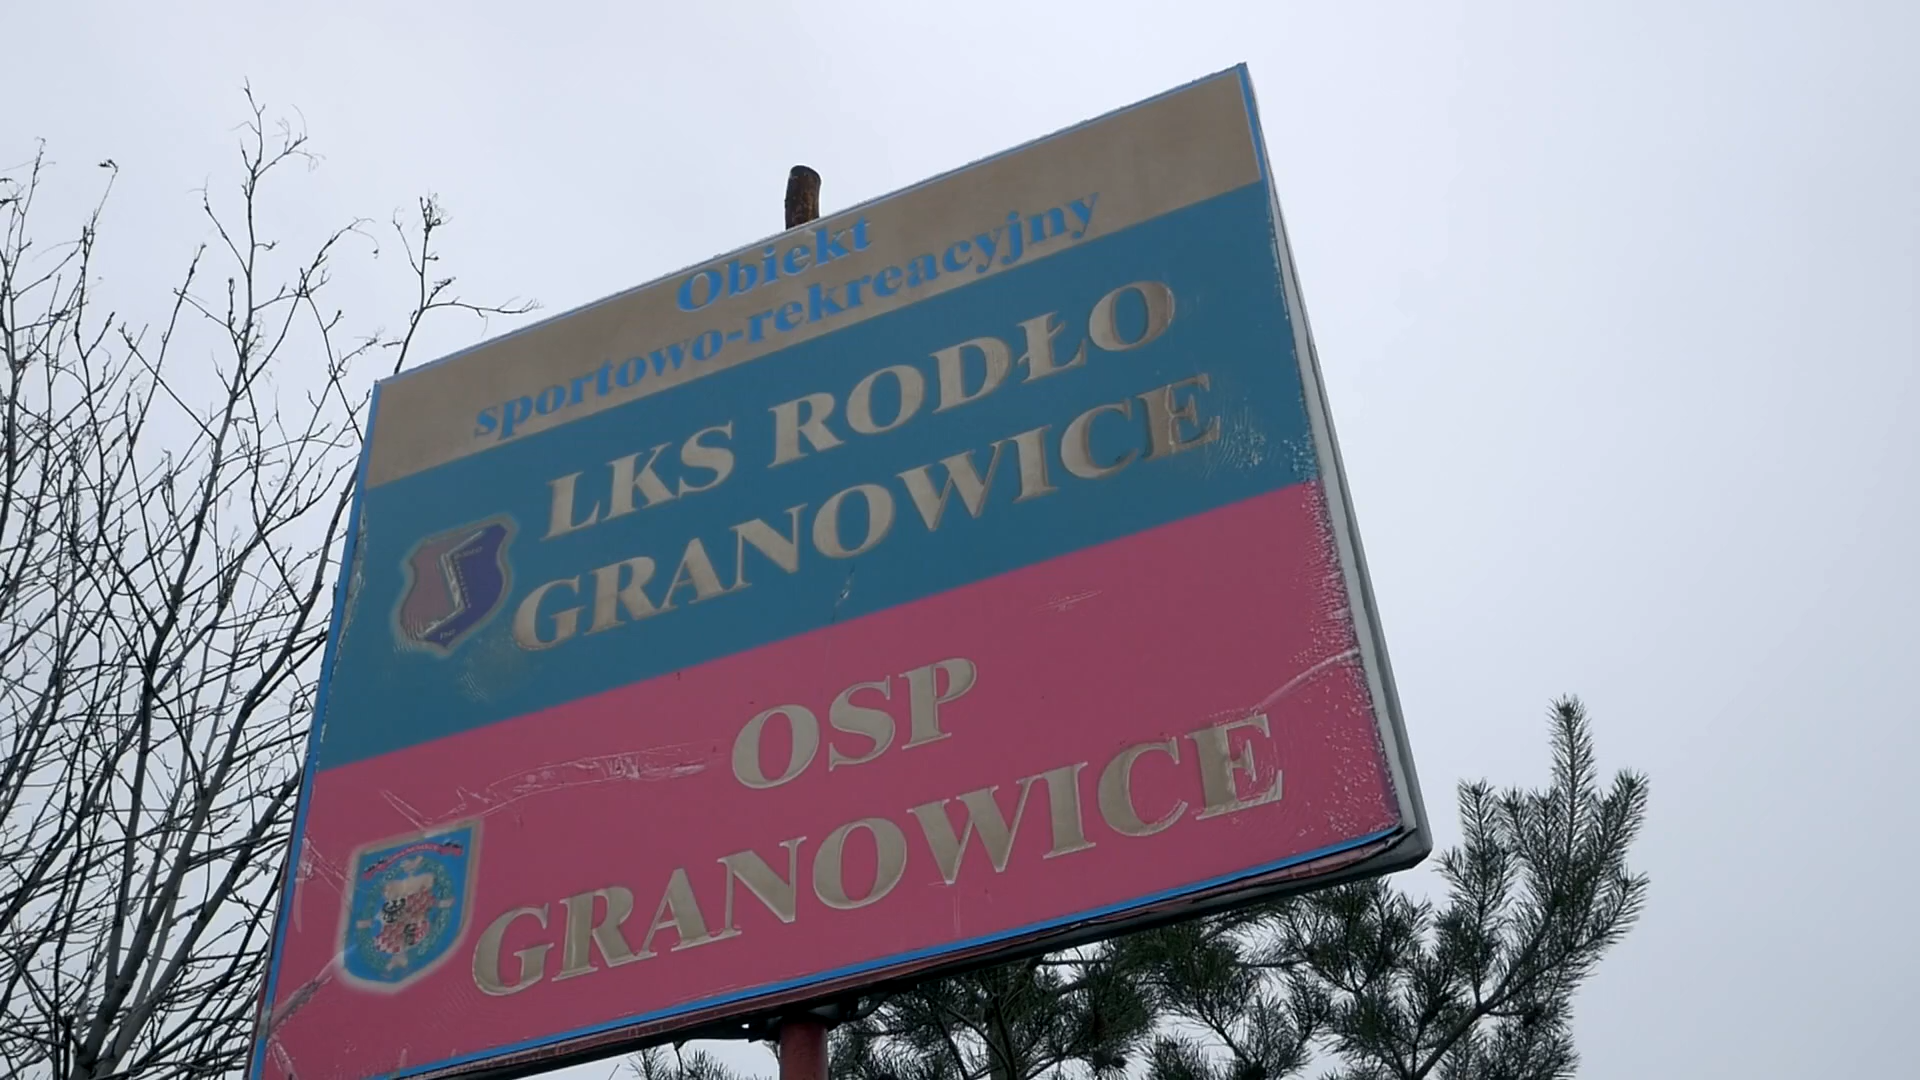 Obiekt
sportowo-rekreacyjny
LKS RODŁO
GRANOWICE
OSP
GRANOWICE